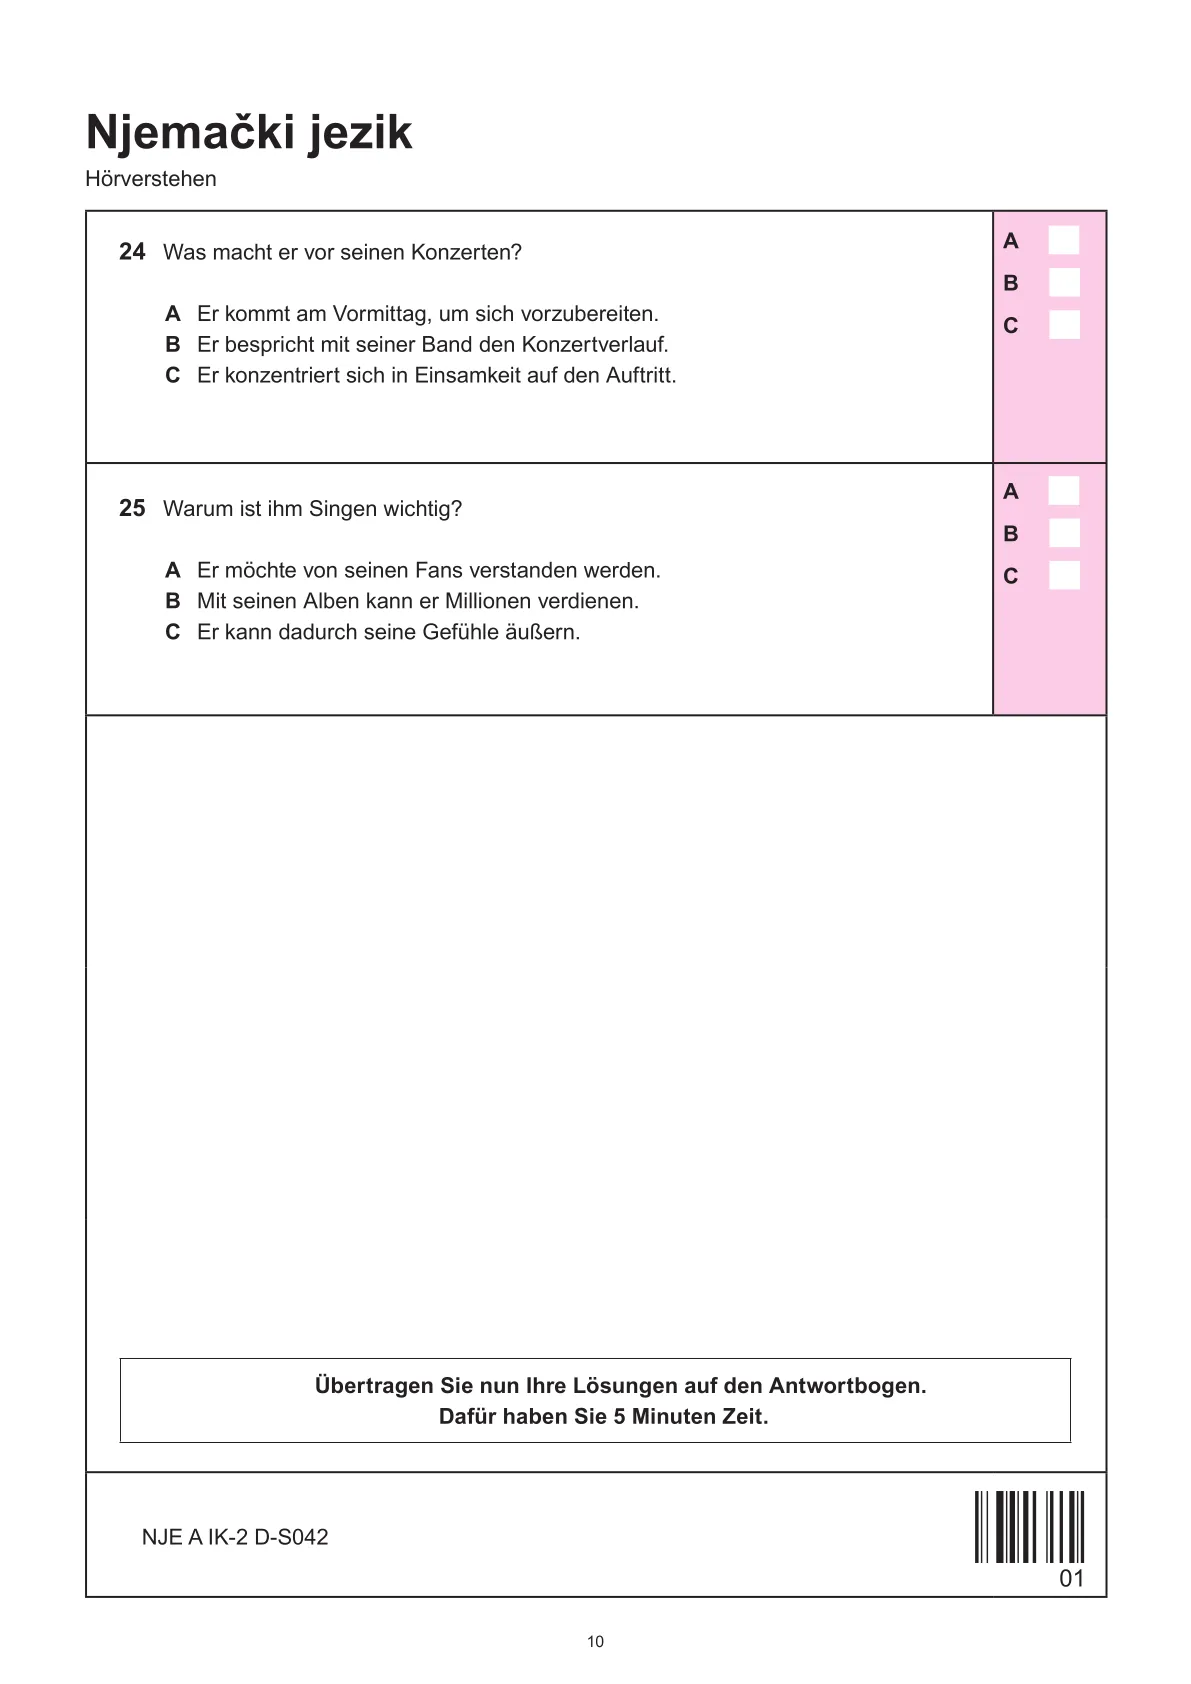 Njemački jezik
Hörverstehen
24 Was macht er vor seinen Konzerten?
A Er kommt am Vormittag, um sich vorzubereiten.
B Er bespricht mit seiner Band den Konzertverlauf.
C Er konzentriert sich in Einsamkeit auf den Auftritt.
A
B
C
25 Warum ist ihm Singen wichtig?
A Er möchte von seinen Fans verstanden werden.
B Mit seinen Alben kann er Millionen verdienen.
C Er kann dadurch seine Gefühle äußern.
A
B
C
Übertragen Sie nun Ihre Lösungen auf den Antwortbogen.
Dafür haben Sie 5 Minuten Zeit.
NJE A IK-2 D-S042
01
10